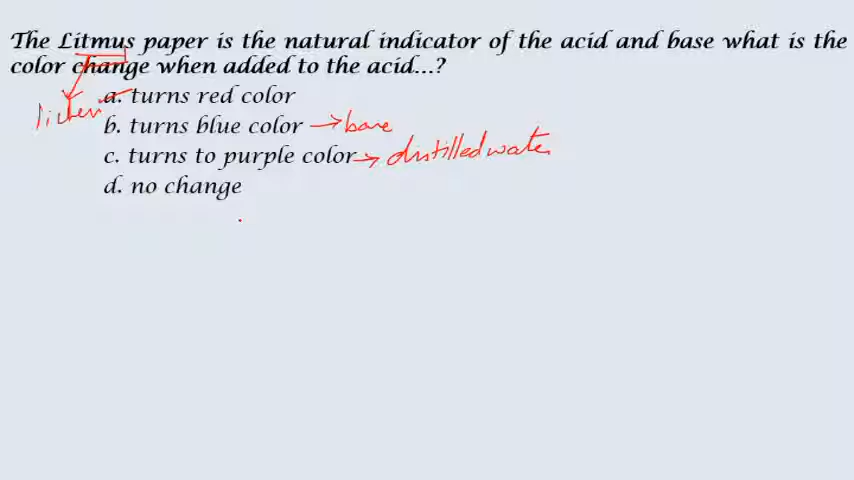 The Litmus paper is the natural indicator of the acid and base what is the
color change when added to the acid...?
lichen
a. turns red color
b. turns blue color → base
c. turns to purple color → distilled water
d. no change